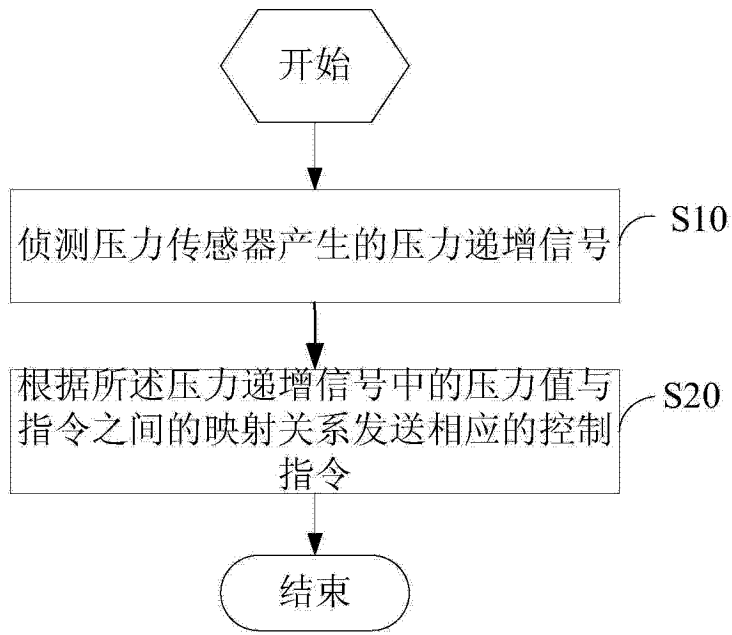 开始
侦测压力传感器产生的压力递增信号
S10
根据所述压力递增信号中的压力值与
指令之间的映射关系发送相应的控制
指令
S20
结束